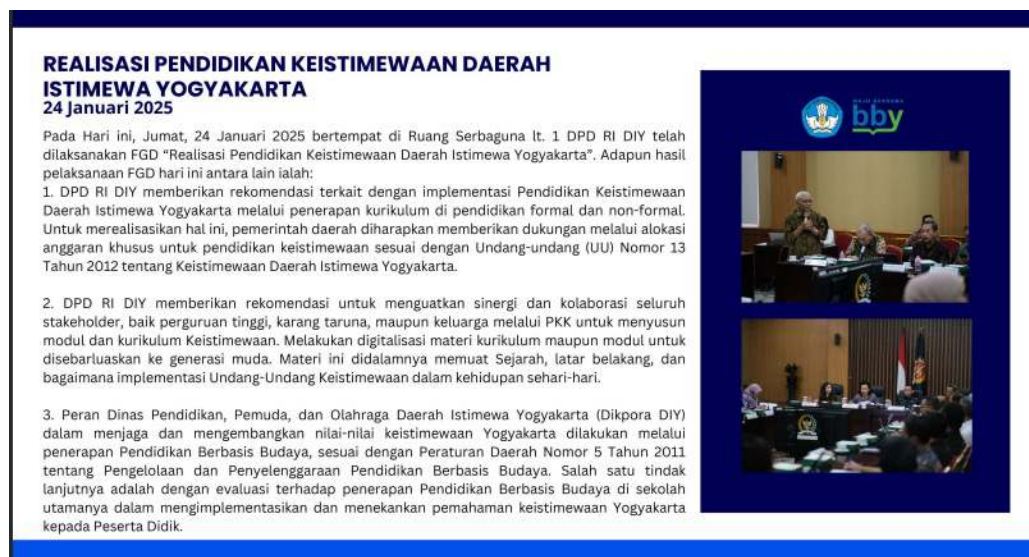 REALISASI PENDIDIKAN KEISTIMEWAAN DAERAH
ISTIMEWA YOGYAKARTA
24 Januari 2025
Pada Hari ini, Jumat, 24 Januari 2025 bertempat di Ruang Serbaguna lt. 1 DPD RI DIY telah
dilaksanakan FGD “Realisasi Pendidikan Keistimewaan Daerah Istimewa Yogyakarta”. Adapun hasil
pelaksanaan FGD hari ini antara lain ialah:
1. DPD RI DIY memberikan rekomendasi terkait dengan implementasi Pendidikan Keistimewaan
Daerah Istimewa Yogyakarta melalui penerapan kurikulum di pendidikan formal dan non-formal.
Untuk merealisasikan hal ini, pemerintah daerah diharapkan memberikan dukungan melalui alokasi
anggaran khusus untuk pendidikan keistimewaan sesuai dengan Undang-undang (UU) Nomor 13
Tahun 2012 tentang Keistimewaan Daerah Istimewa Yogyakarta.
2. DPD RI DIY memberikan rekomendasi untuk menguatkan sinergi dan kolaborasi seluruh
stakeholder, baik perguruan tinggi, karang taruna, maupun keluarga melalui PKK untuk menyusun
modul dan kurikulum Keistimewaan. Melakukan digitalisasi materi kurikulum maupun modul untuk
disebarluaskan ke generasi muda. Materi ini didalamnya memuat Sejarah, latar belakang, dan
bagaimana implementasi Undang-Undang Keistimewaan dalam kehidupan sehari-hari.
3. Peran Dinas Pendidikan, Pemuda, dan Olahraga Daerah Istimewa Yogyakarta (Dikpora DIY)
dalam menjaga dan mengembangkan nilai-nilai keistimewaan Yogyakarta dilakukan melalui
penerapan Pendidikan Berbasis Budaya, sesuai dengan Peraturan Daerah Nomor 5 Tahun 2011
tentang Pengelolaan dan Penyelenggaraan Pendidikan Berbasis Budaya. Salah satu tindak
lanjutnya adalah dengan evaluasi terhadap penerapan Pendidikan Berbasis Budaya di sekolah
utamanya dalam mengimplementasikan dan menekankan pemahaman keistimewaan Yogyakarta
kepada Peserta Didik.
MAJU BERSAMA
bby